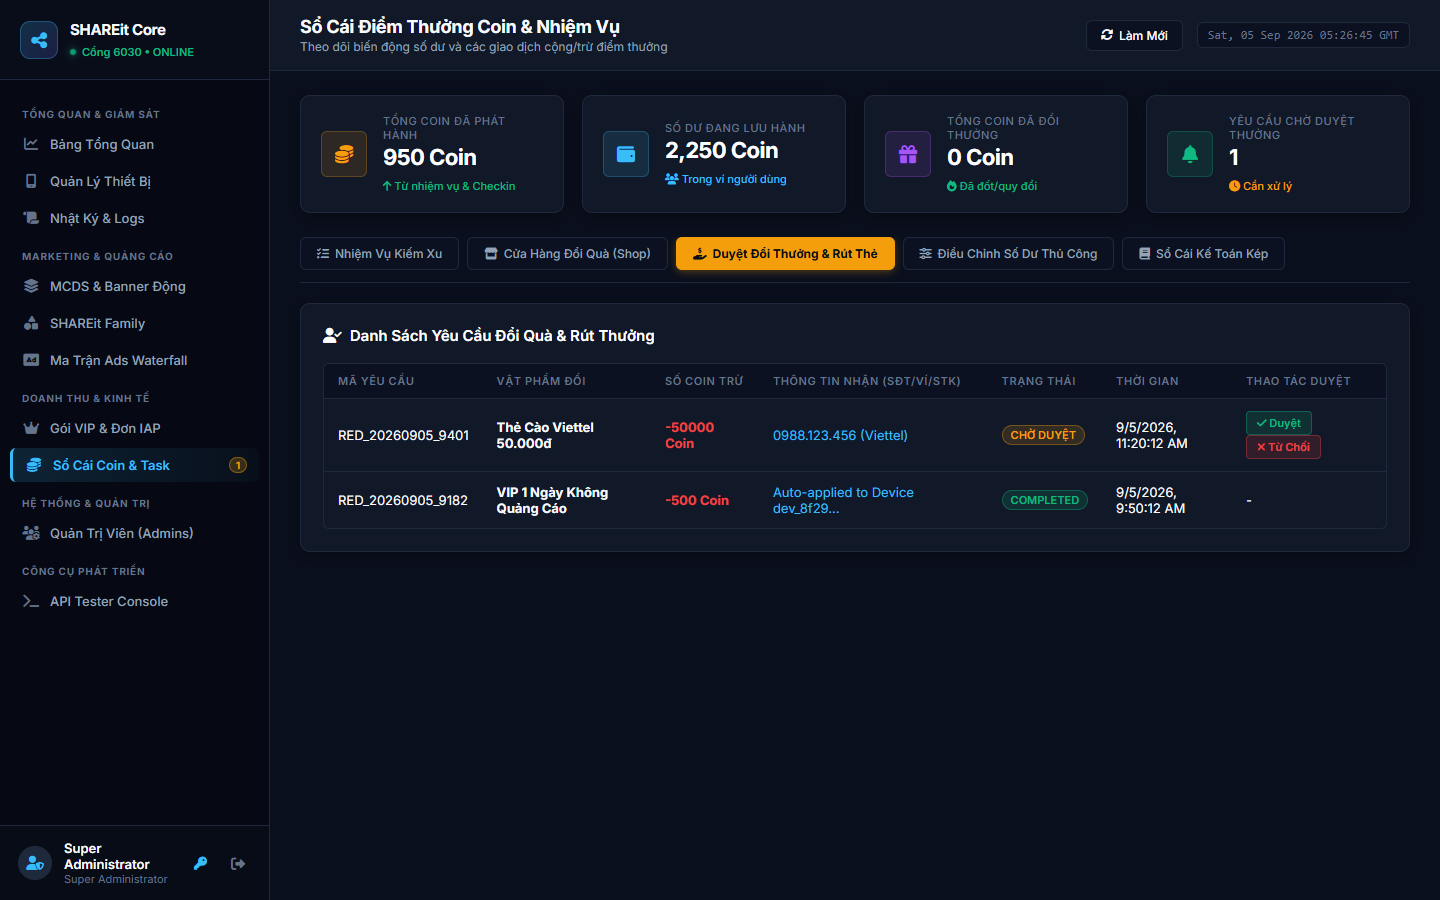 SHAREit Core
Cổng 6030 • ONLINE
TỔNG QUAN & GIÁM SÁT
Bảng Tổng Quan
Quản Lý Thiết Bị
Nhật Ký & Logs
MARKETING & QUẢNG CÁO
MCDS & Banner Động
SHAREit Family
Ad
Ma Trận Ads Waterfall
DOANH THU & KINH TẾ
Gói VIP & Đơn IAP
Sổ Cái Coin & Task
1
HỆ THỐNG & QUẢN TRỊ
Quản Trị Viên (Admins)
CÔNG CỤ PHÁT TRIỂN
API Tester Console
Super
Administrator
Super Administrator
Sổ Cái Điểm Thưởng Coin & Nhiệm Vụ
Theo dõi biến động số dư và các giao dịch cộng/trừ điểm thưởng
Làm Mới
Sat, 05 Sep 2026 05:26:45 GMT
TỔNG COIN ĐÃ PHÁT
HÀNH
950 Coin
Từ nhiệm vụ & Checkin
SỐ DƯ ĐANG LƯU HÀNH
2,250 Coin
Trong ví người dùng
TỔNG COIN ĐÃ ĐỔI
THƯỞNG
0 Coin
Đã đốt/quy đổi
YÊU CẦU CHỜ DUYỆT
THƯỞNG
1
Cần xử lý
Nhiệm Vụ Kiếm Xu
Cửa Hàng Đổi Quà (Shop)
Duyệt Đổi Thưởng & Rút Thẻ
Điều Chỉnh Số Dư Thủ Công
Sổ Cái Kế Toán Kép
Danh Sách Yêu Cầu Đổi Quà & Rút Thưởng
MÃ YÊU CẦU
VẬT PHẨM ĐỔI
SỐ COIN TRỪ
THÔNG TIN NHẬN (SĐT/VÍ/STK)
TRẠNG THÁI
THỜI GIAN
THAO TÁC DUYỆT
RED_20260905_9401
Thẻ Cào Viettel
50.000đ
-50000
Coin
0988.123.456 (Viettel)
CHỜ DUYỆT
9/5/2026,
11:20:12 AM
Duyệt
Từ Chối
RED_20260905_9182
VIP 1 Ngày Không
Quảng Cáo
-500 Coin
Auto-applied to Device
dev_8f29...
COMPLETED
9/5/2026,
9:50:12 AM
-